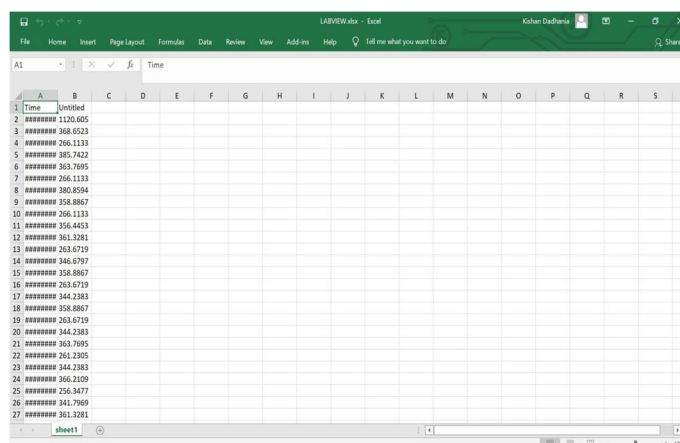 LABVIEW.xlsx - Excel
Kishan Dadhania
File Home Insert Page Layout Formulas Data Review View Add-ins Help Tell me what you want to do Share
A1 fx Time
A B C D E F G H I J K L M N O P Q R S
1 Time Untitled
2 ######## 1120.605
3 ######## 368.6523
4 ######## 266.1133
5 ######## 385.7422
6 ######## 363.7695
7 ######## 266.1133
8 ######## 380.8594
9 ######## 358.8867
10 ######## 266.1133
11 ######## 356.4453
12 ######## 361.3281
13 ######## 263.6719
14 ######## 346.6797
15 ######## 358.8867
16 ######## 263.6719
17 ######## 344.2383
18 ######## 358.8867
19 ######## 263.6719
20 ######## 344.2383
21 ######## 363.7695
22 ######## 261.2305
23 ######## 344.2383
24 ######## 366.2109
25 ######## 256.3477
26 ######## 341.7969
27 ######## 361.3281
sheet1